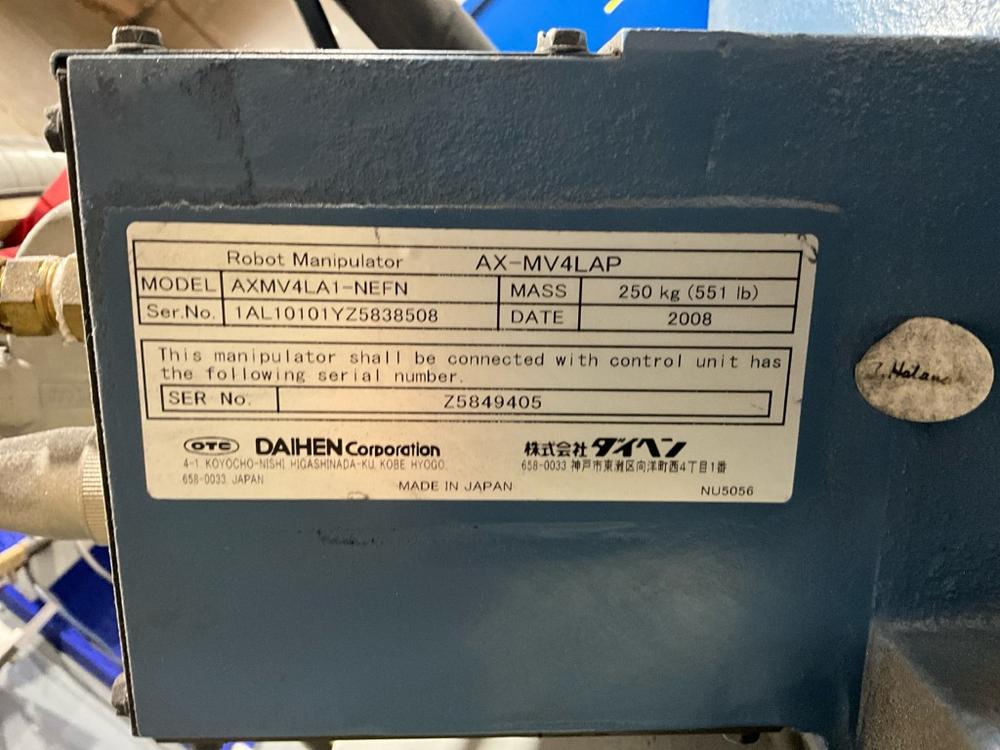 Robot Manipulator AX-MV4LAP
MODEL AXMV4LA1-NEFN MASS 250 kg (551 lb)
Ser.No. 1AL10101YZ5838508 DATE 2008
This manipulator shall be connected with control unit has
the following serial number.
SER No. Z5849405
OTC DAIHEN Corporation
4-1 KOYOCHO-NISHI HIGASHINADA-KU, KOBE HYOGO
658-0033 JAPAN
株式会社ダイヘン
658-0033 神戸市東灘区向洋町西4丁目1番
MADE IN JAPAN
NU5056